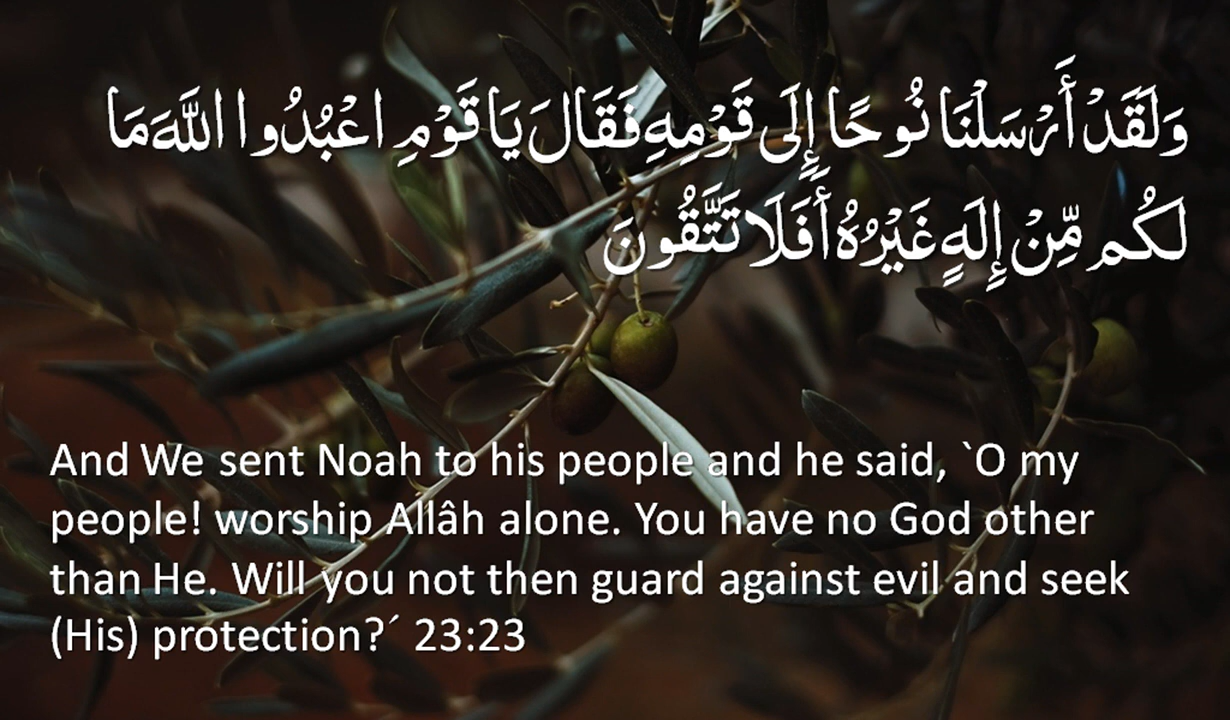 وَلَقَدْ أَرْسَلْنَا نُوحًا إِلَى قَوْمِهِ فَقَالَ يَا قَوْمِ اعْبُدُوا اللَّهَ مَا
لَكُم مِّنْ إِلَهٍ غَيْرُهُ أَفَلَا تَتَّقُونَ
And We sent Noah to his people and he said, `O my
people! worship Allâh alone. You have no God other
than He. Will you not then guard against evil and seek
(His) protection?´ 23:23